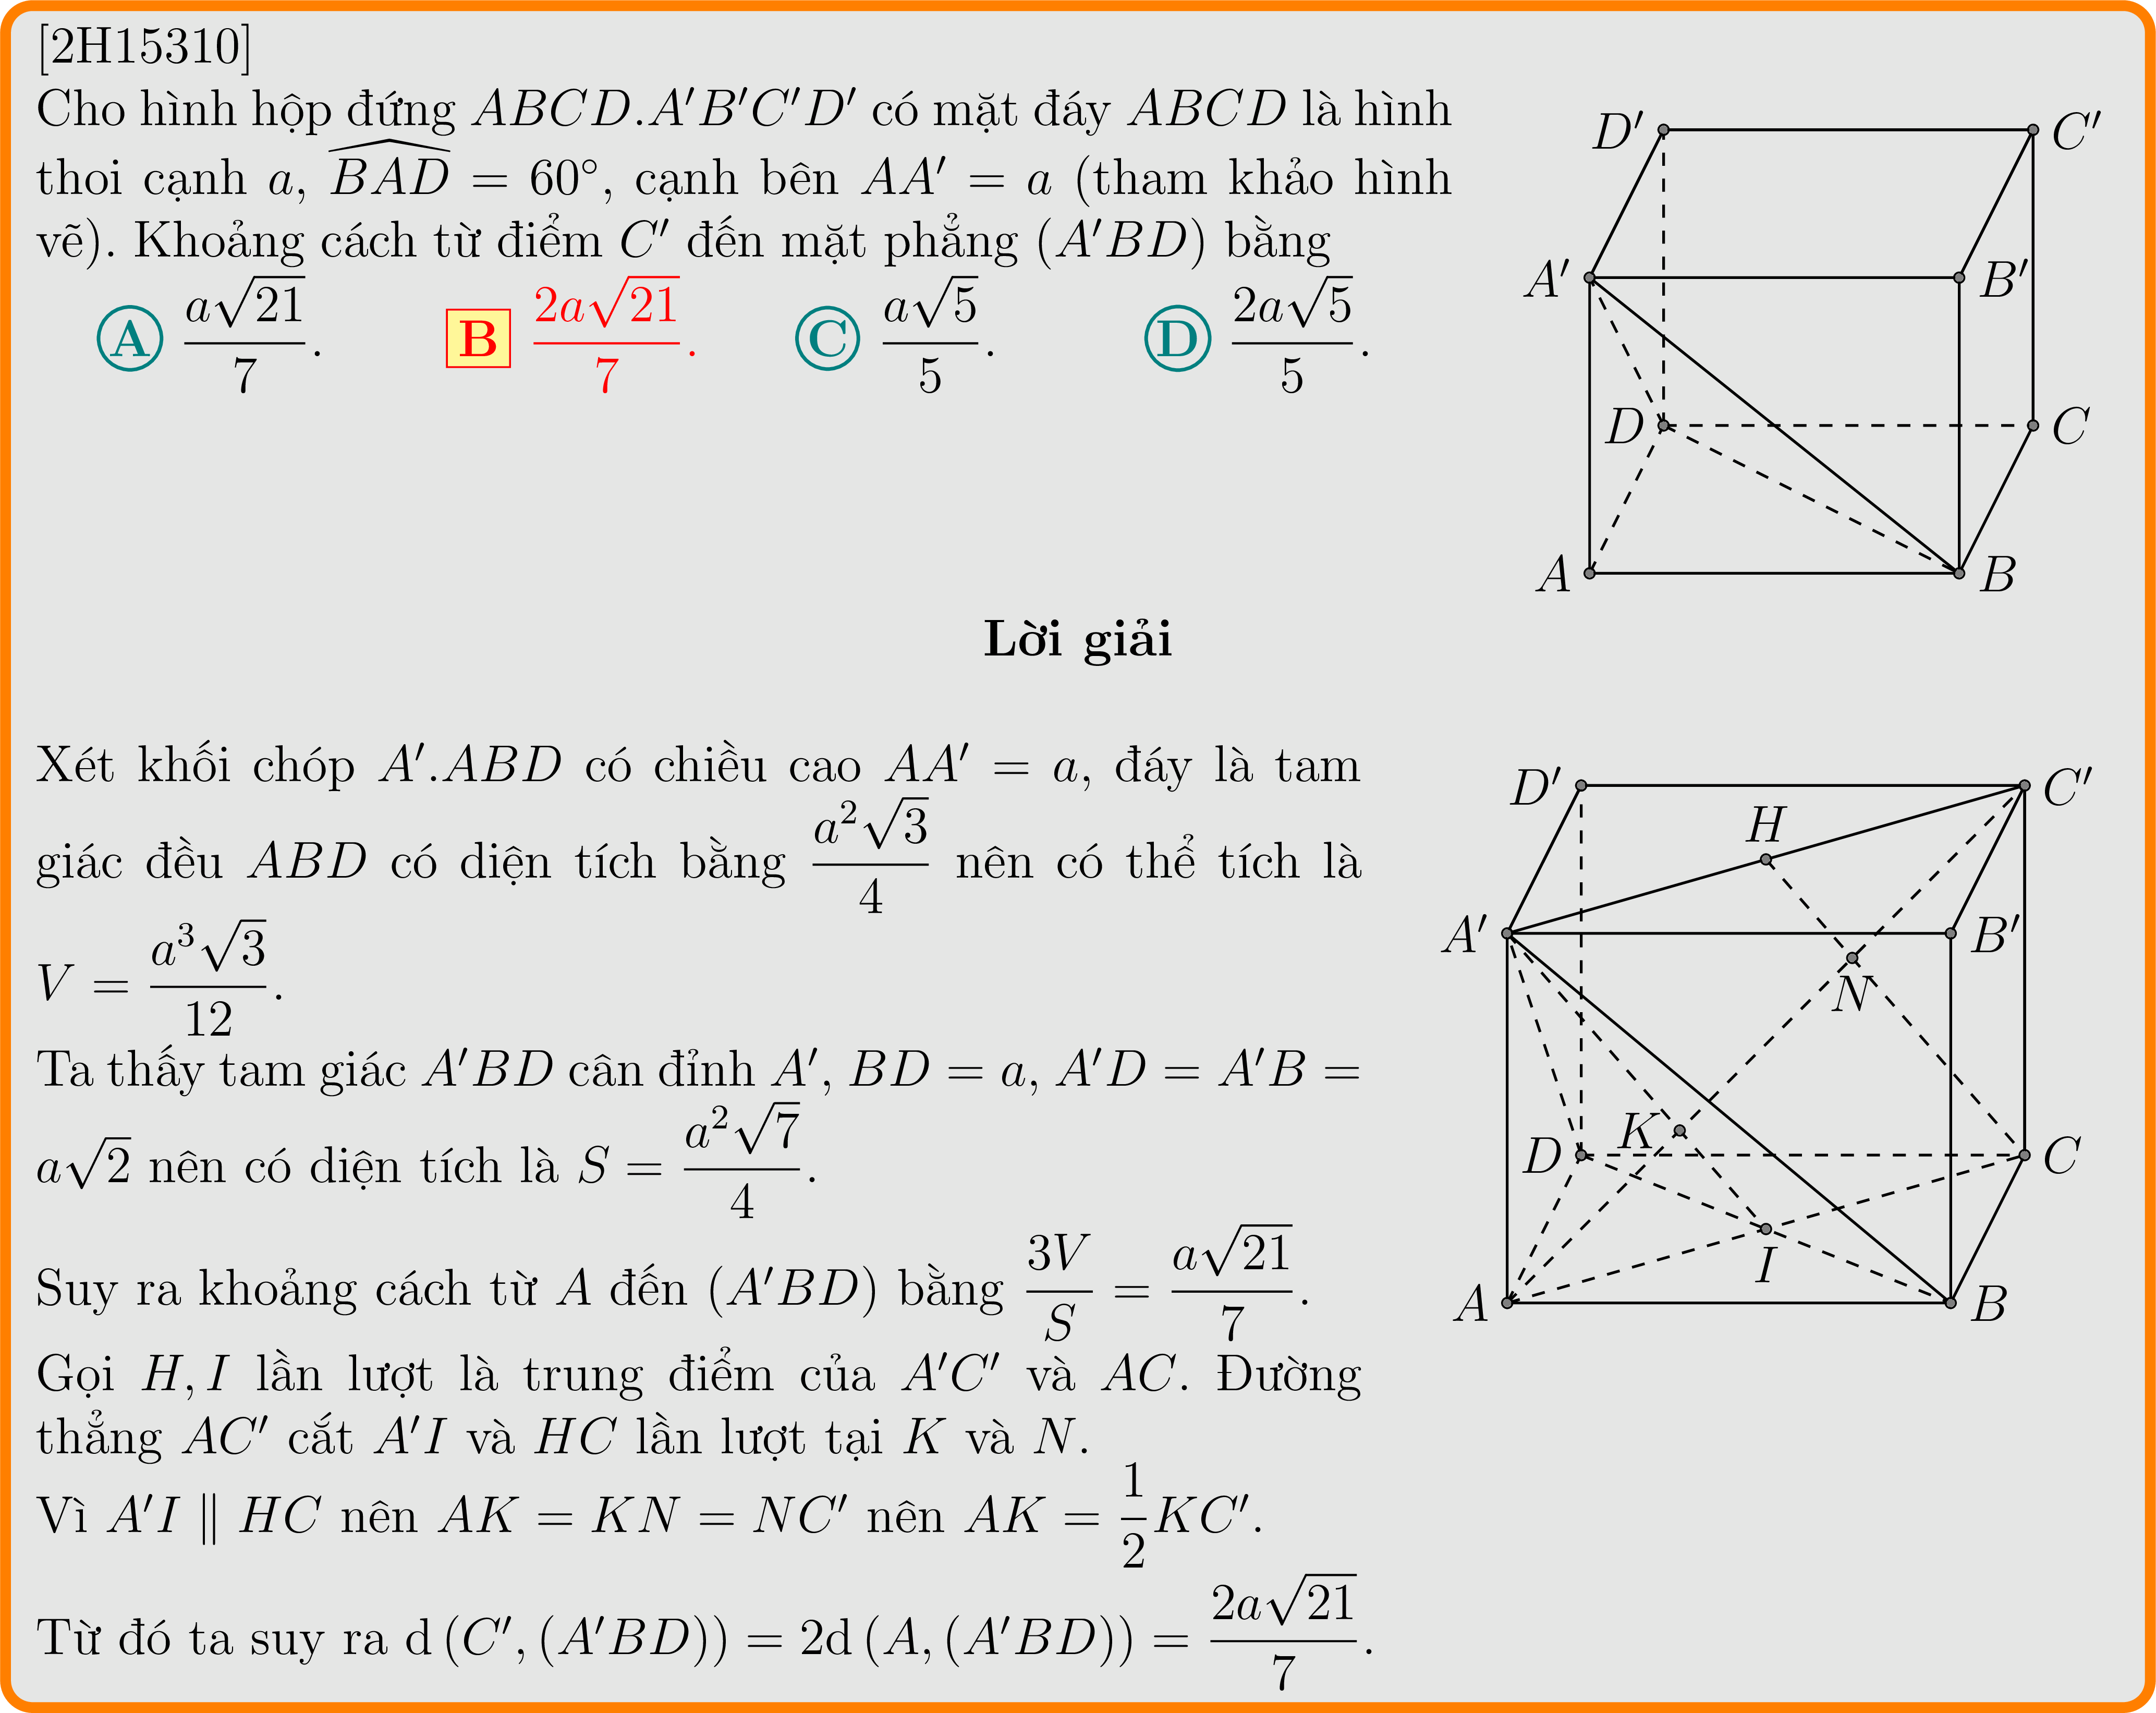 [2H15310]
Cho hình hộp đứng ABCD.A′B′C′D′ có mặt đáy ABCD là hình
thoi cạnh a, $\widehat{BAD}$ = 60°, cạnh bên AA′ = a (tham khảo hình
vẽ). Khoảng cách từ điểm C′ đến mặt phẳng (A′BD) bằng
A $\frac{a\sqrt{21}}{7}$. B $\frac{2a\sqrt{21}}{7}$. C $\frac{a\sqrt{5}}{5}$. D $\frac{2a\sqrt{5}}{5}$.
D′ C′
A′ B′
D C
A B
Lời giải
Xét khối chóp A′.ABD có chiều cao AA′ = a, đáy là tam
giác đều ABD có diện tích bằng $\frac{a^2\sqrt{3}}{4}$ nên có thể tích là
V = $\frac{a^3\sqrt{3}}{12}$.
Ta thấy tam giác A′BD cân đỉnh A′, BD = a, A′D = A′B =
$a\sqrt{2}$ nên có diện tích là S = $\frac{a^2\sqrt{7}}{4}$.
Suy ra khoảng cách từ A đến (A′BD) bằng $\frac{3V}{S}$ = $\frac{a\sqrt{21}}{7}$.
Gọi H, I lần lượt là trung điểm của A′C′ và AC. Đường
thẳng AC′ cắt A′I và HC lần lượt tại K và N.
Vì A′I ∥ HC nên AK = KN = NC′ nên AK = $\frac{1}{2}$KC′.
Từ đó ta suy ra d (C′, (A′BD)) = 2d (A, (A′BD)) = $\frac{2a\sqrt{21}}{7}$.
D′ C′
H
A′ B′
N
K
D C
I
A B